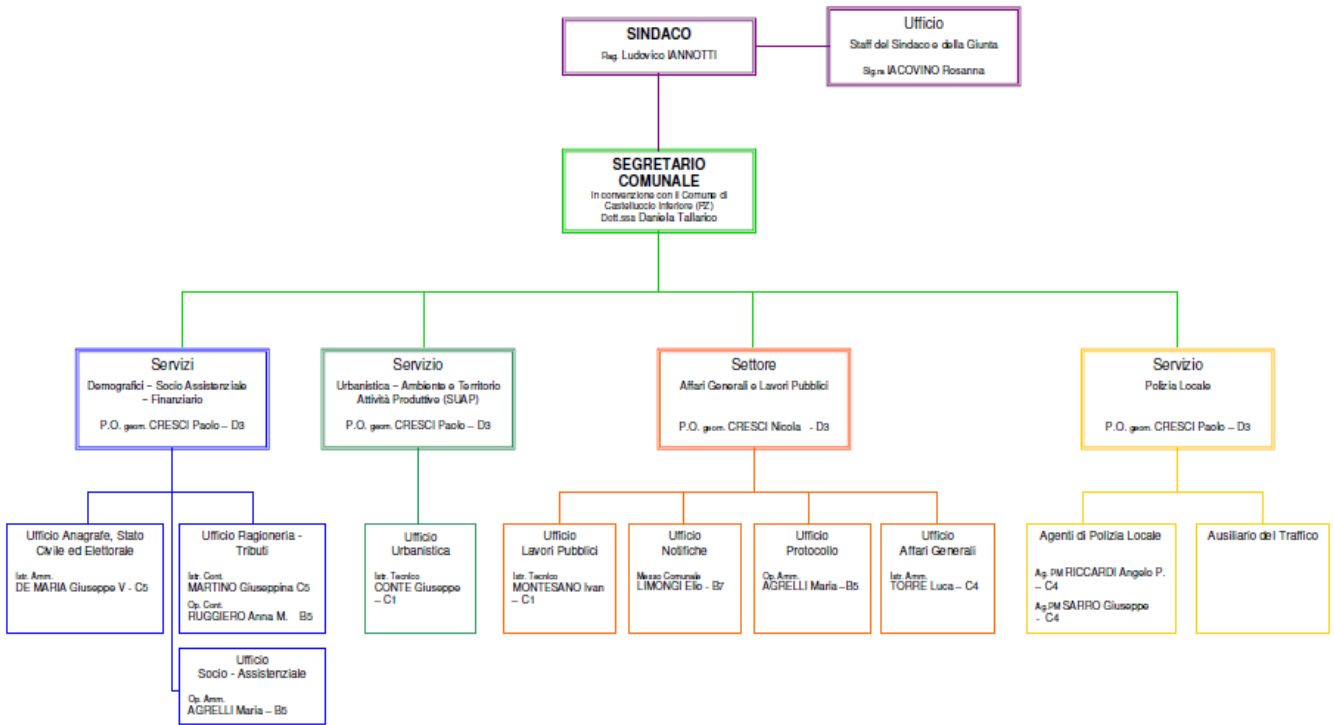 SINDACO
Rag. Ludovico IANNOTTI
Ufficio
Staff del Sindaco e della Giunta
Sig.ra IACOVINO Rosanna
SEGRETARIO
COMUNALE
In convenzione con il Comune di
Castelluccio Inferiore (PZ)
Dott.ssa Daniela Tallarico
Servizi
Demografici – Socio Assistenziale
– Finanziario
P.O. geom. CRESCI Paolo – D3
Servizio
Urbanistica – Ambiente e Territorio
Attività Produttive (SUAP)
P.O. geom. CRESCI Paolo – D3
Settore
Affari Generali e Lavori Pubblici
P.O. geom. CRESCI Nicola - D3
Servizio
Polizia Locale
P.O. geom. CRESCI Paolo – D3
Ufficio Anagrafe, Stato
Civile ed Elettorale
Istr. Amm.
DE MARIA Giuseppe V - C5
Ufficio Ragioneria -
Tributi
Istr. Cont.
MARTINO Giuseppina C5
Op. Cont.
RUGGIERO Anna M. B5
Ufficio
Urbanistica
Istr. Tecnico
CONTE Giuseppe
– C1
Ufficio
Lavori Pubblici
Istr. Tecnico
MONTESANO Ivan
– C1
Ufficio
Notifiche
Messo Comunale
LIMONGI Elio - B7
Ufficio
Protocollo
Op. Amm.
AGRELLI Maria – B5
Ufficio
Affari Generali
Istr. Amm.
TORRE Luca – C4
Agenti di Polizia Locale
Ag. PM RICCARDI Angelo P.
– C4
Ag. PM SARRO Giuseppe
- C4
Ausiliario del Traffico
Ufficio
Socio - Assistenziale
Op. Amm.
AGRELLI Maria – B5